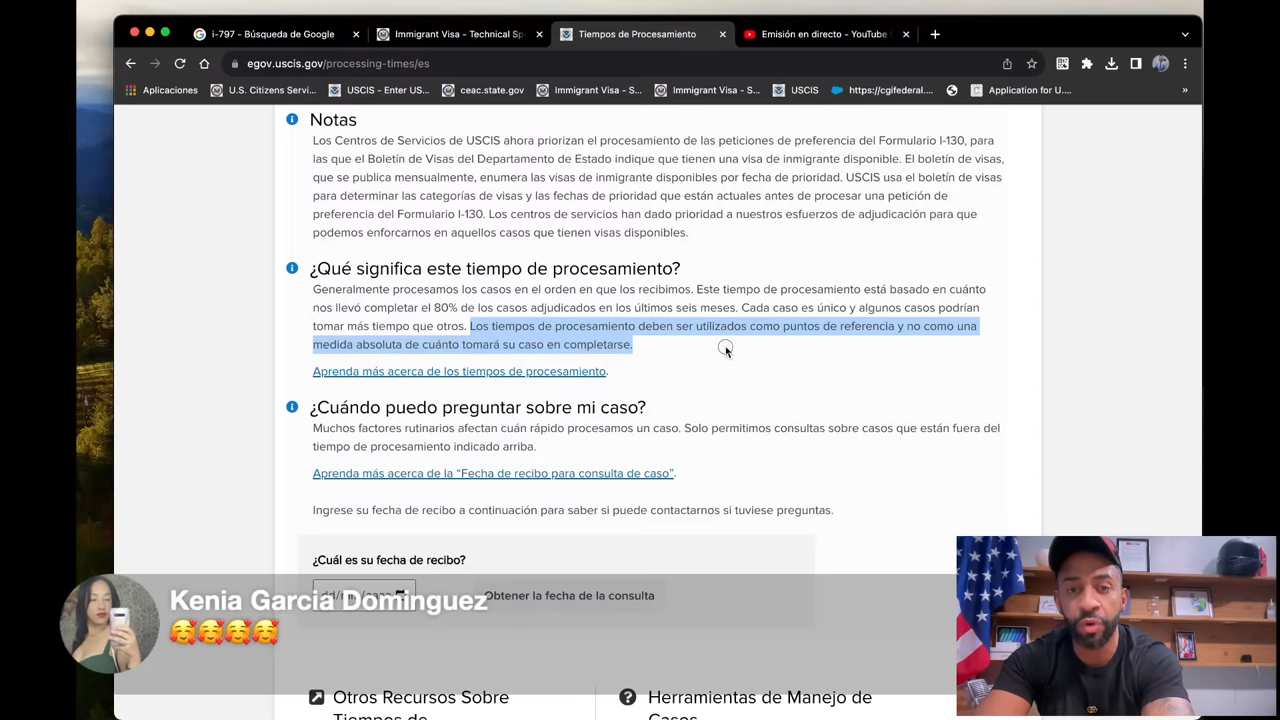 i-797 - Búsqueda de Google
Immigrant Visa - Technical Sp
Tiempos de Procesamiento
Emisión en directo - YouTube
egov.uscis.gov/processing-times/es
Aplicaciones
U.S. Citizens Servi...
USCIS - Enter US...
ceac.state.gov
Immigrant Visa - S...
Immigrant Visa - S...
USCIS
https://cgifederal....
Application for U....
Notas
Los Centros de Servicios de USCIS ahora priorizan el procesamiento de las peticiones de preferencia del Formulario I-130, para
las que el Boletín de Visas del Departamento de Estado indique que tienen una visa de inmigrante disponible. El boletín de visas,
que se publica mensualmente, enumera las visas de inmigrante disponibles por fecha de prioridad. USCIS usa el boletín de visas
para determinar las categorías de visas y las fechas de prioridad que están actuales antes de procesar una petición de
preferencia del Formulario I-130. Los centros de servicios han dado prioridad a nuestros esfuerzos de adjudicación para que
podemos enforcarnos en aquellos casos que tienen visas disponibles.
¿Qué significa este tiempo de procesamiento?
Generalmente procesamos los casos en el orden en que los recibimos. Este tiempo de procesamiento está basado en cuánto
nos llevó completar el 80% de los casos adjudicados en los últimos seis meses. Cada caso es único y algunos casos podrían
tomar más tiempo que otros. Los tiempos de procesamiento deben ser utilizados como puntos de referencia y no como una
medida absoluta de cuánto tomará su caso en completarse.
Aprenda más acerca de los tiempos de procesamiento.
¿Cuándo puedo preguntar sobre mi caso?
Muchos factores rutinarios afectan cuán rápido procesamos un caso. Solo permitimos consultas sobre casos que están fuera del
tiempo de procesamiento indicado arriba.
Aprenda más acerca de la “Fecha de recibo para consulta de caso”.
Ingrese su fecha de recibo a continuación para saber si puede contactarnos si tuviese preguntas.
¿Cuál es su fecha de recibo?
Obtener la fecha de la consulta
Kenia Garcia Dominguez
Otros Recursos Sobre
Tiempos de
Herramientas de Manejo de
Casos